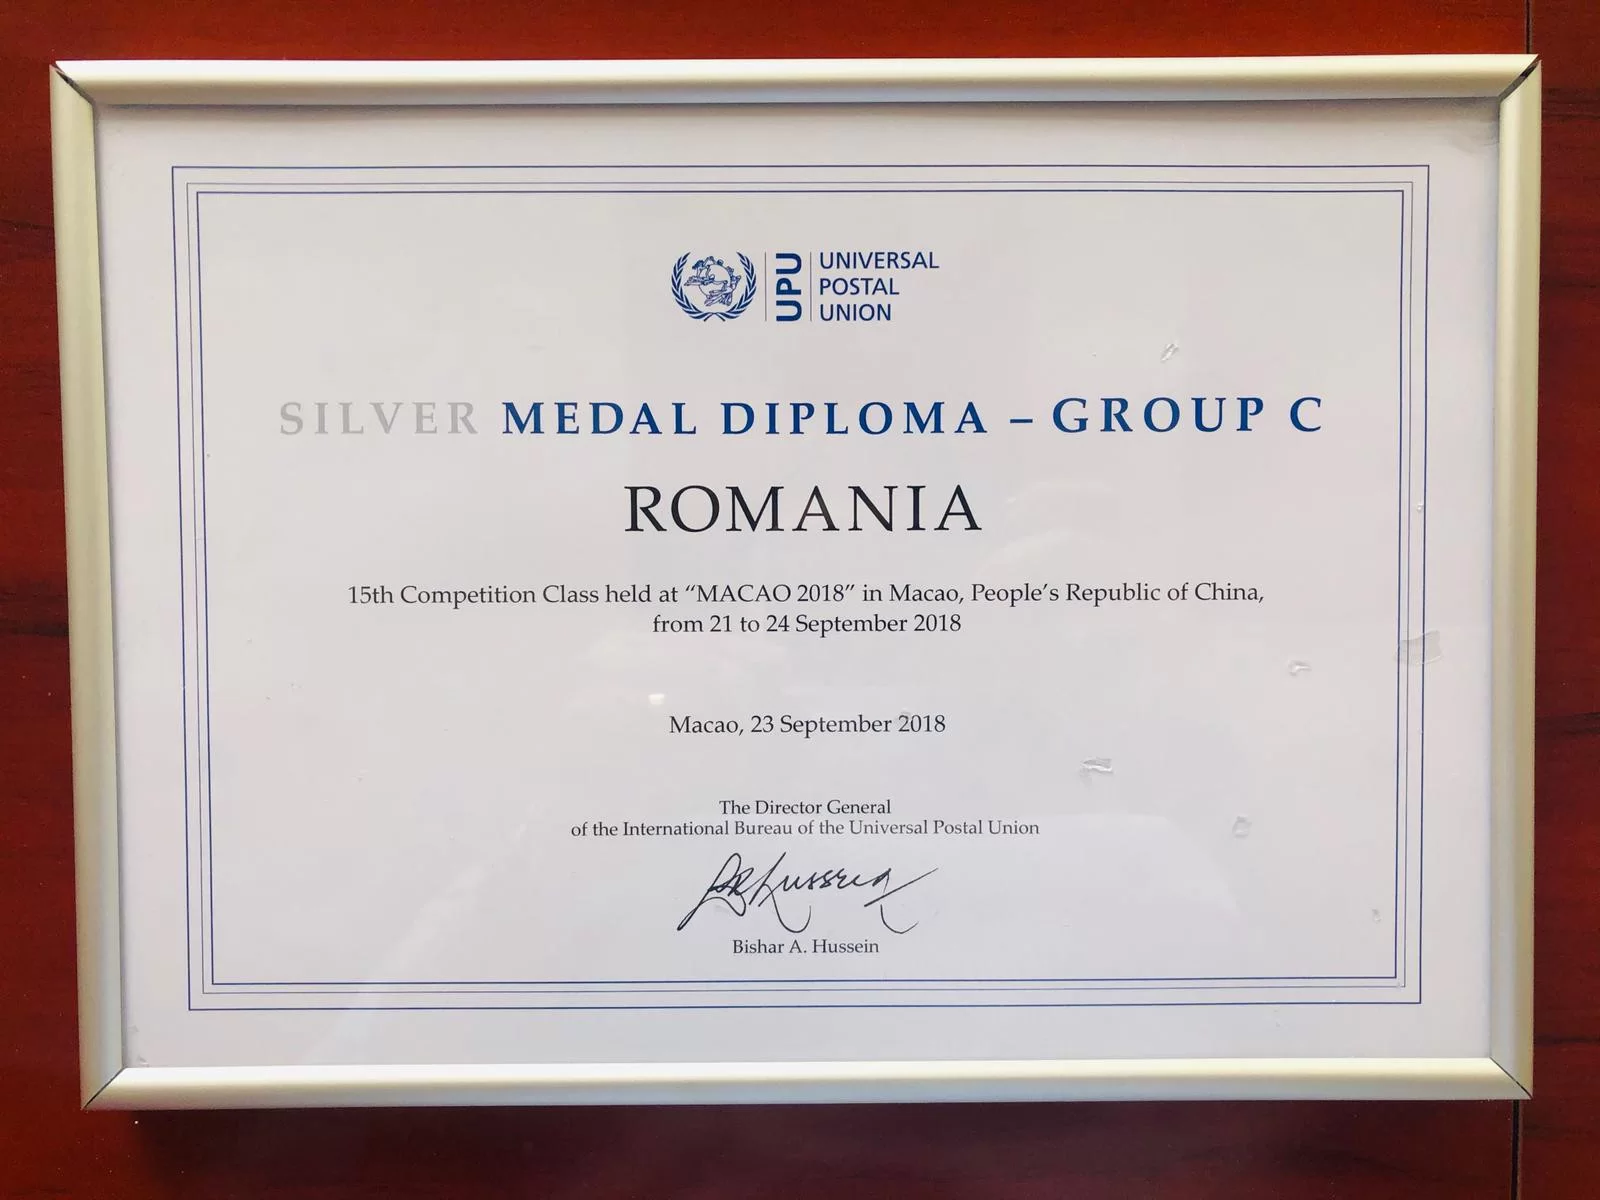 UPU
UNIVERSAL
POSTAL
UNION
SILVER MEDAL DIPLOMA – GROUP C
ROMANIA
15th Competition Class held at “MACAO 2018” in Macao, People’s Republic of China,
from 21 to 24 September 2018
Macao, 23 September 2018
The Director General
of the International Bureau of the Universal Postal Union
Bishar A. Hussein